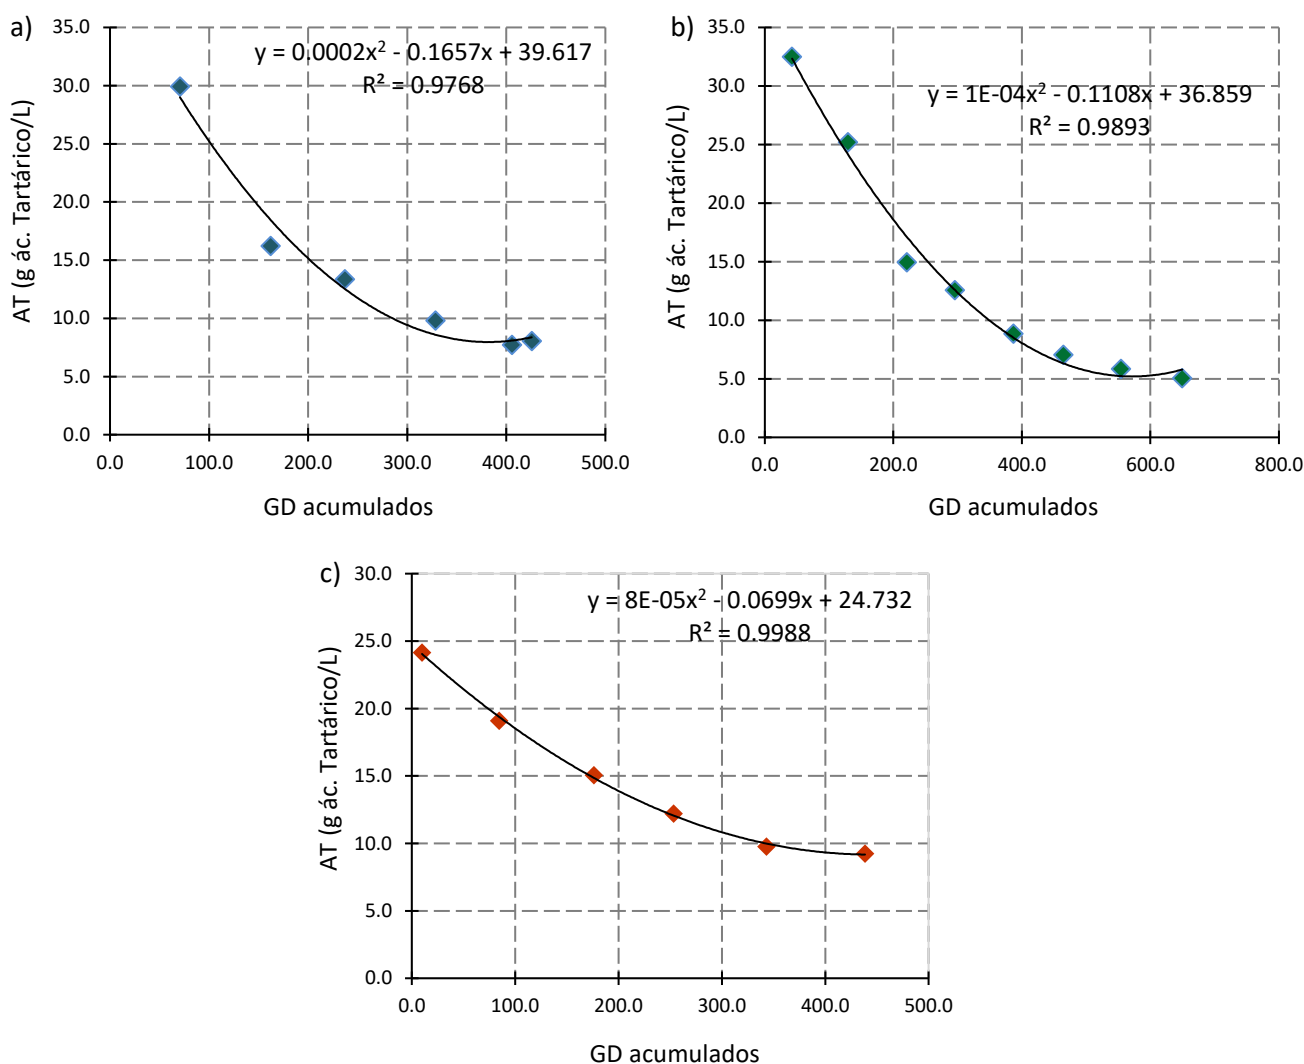 a)
y = 0.0002x² - 0.1657x + 39.617
R² = 0.9768
AT (g ác. Tartárico/L)
35.0
30.0
25.0
20.0
15.0
10.0
5.0
0.0
0.0 100.0 200.0 300.0 400.0 500.0
GD acumulados
b)
y = 1E-04x² - 0.1108x + 36.859
R² = 0.9893
AT (g ác. Tartárico/L)
35.0
30.0
25.0
20.0
15.0
10.0
5.0
0.0
0.0 200.0 400.0 600.0 800.0
GD acumulados
c)
y = 8E-05x² - 0.0699x + 24.732
R² = 0.9988
AT (g ác. Tartárico/L)
30.0
25.0
20.0
15.0
10.0
5.0
0.0
0.0 100.0 200.0 300.0 400.0 500.0
GD acumulados